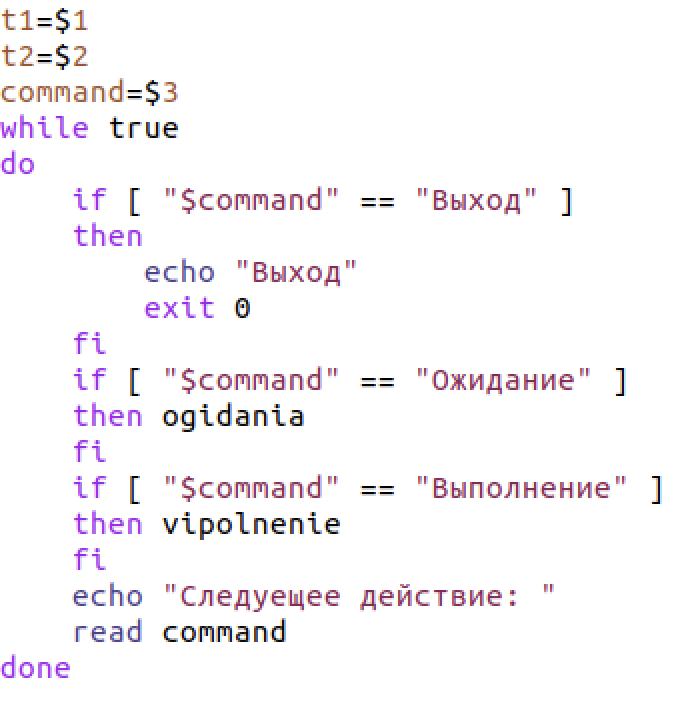 t1=$1
t2=$2
command=$3
while true
do
    if [ "$command" == "Выход" ]
    then
        echo "Выход"
        exit 0
    fi
    if [ "$command" == "Ожидание" ]
    then ogidania
    fi
    if [ "$command" == "Выполнение" ]
    then vipolnenie
    fi
    echo "Следуещее действие: "
    read command
done